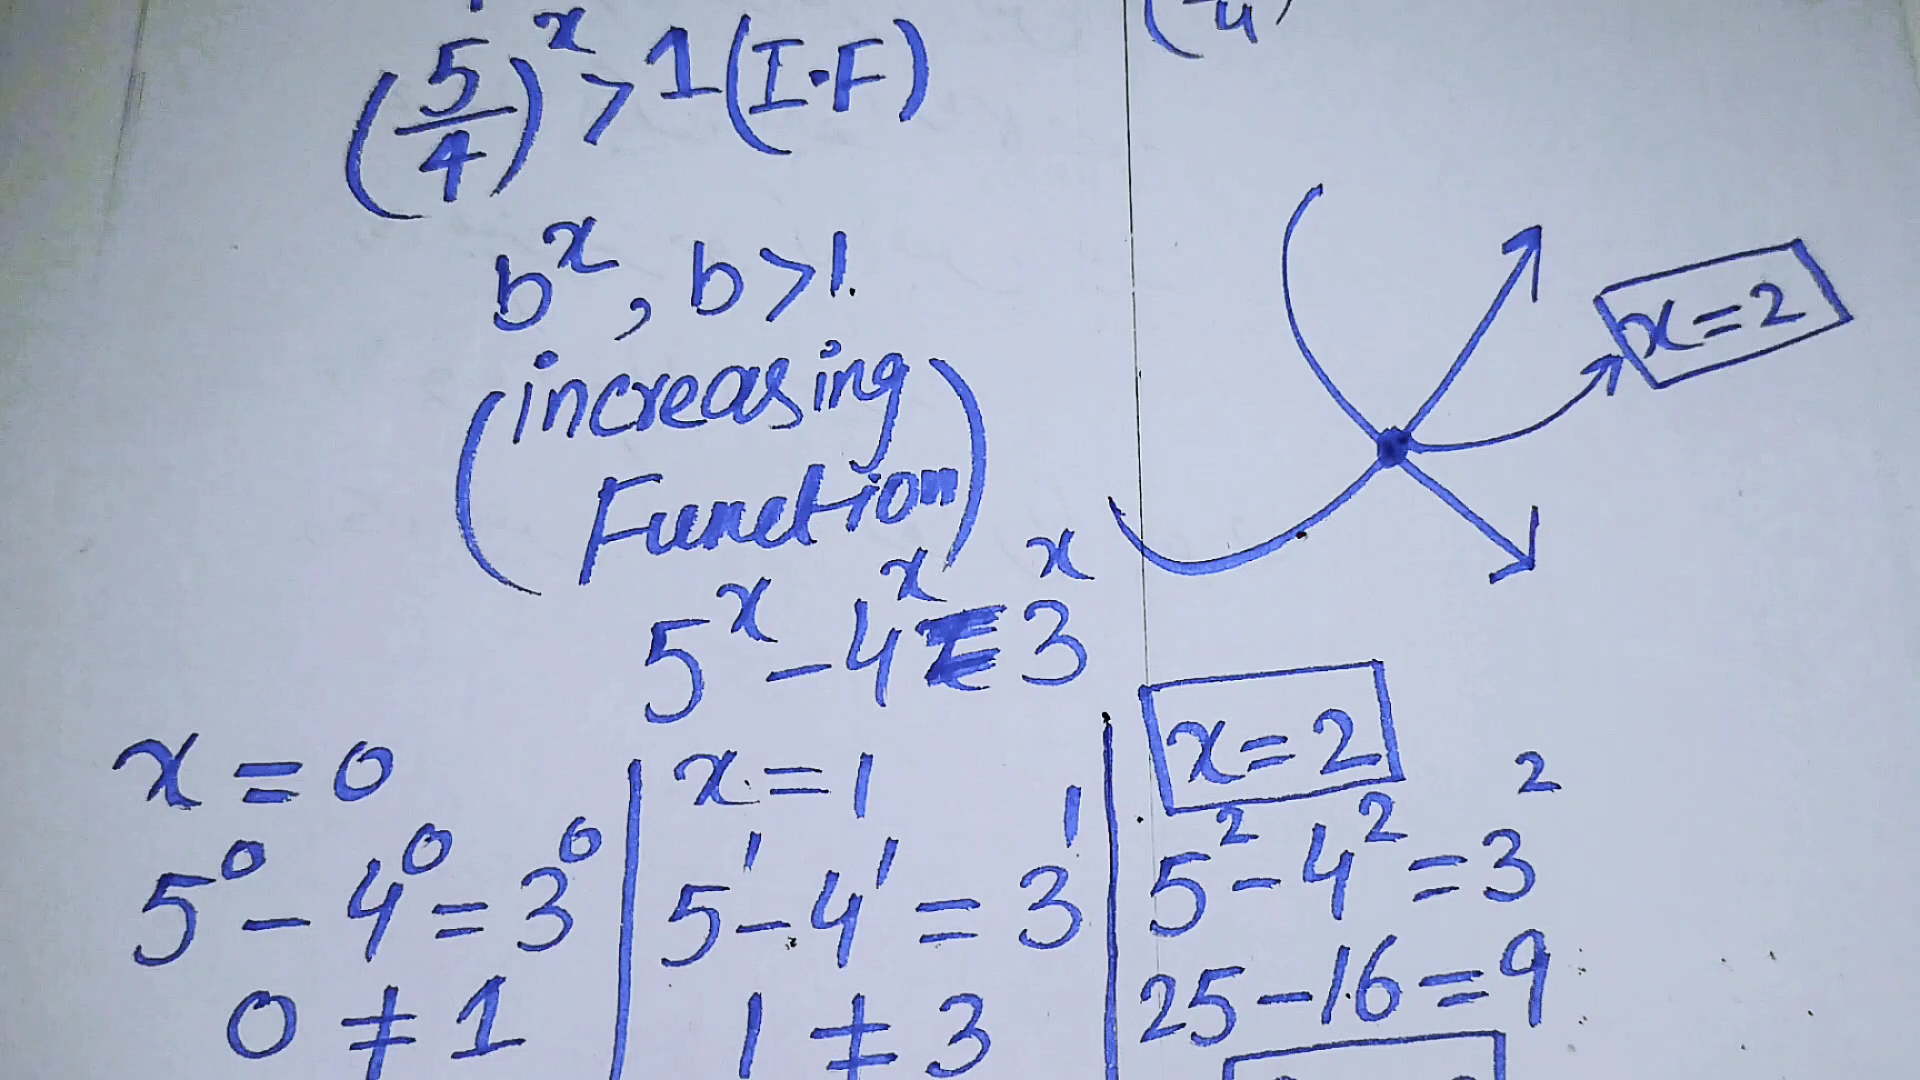 (5/4)^x > 1 (I.F)
b^x, b > 1.
(increasing
Function)
x = 2
5^x - 4^x = 3^x
x = 0
5^0 - 4^0 = 3^0
0 ≠ 1
x = 1
5^1 - 4^1 = 3^1
1 ≠ 3
x = 2
5^2 - 4^2 = 3^2
25 - 16 = 9